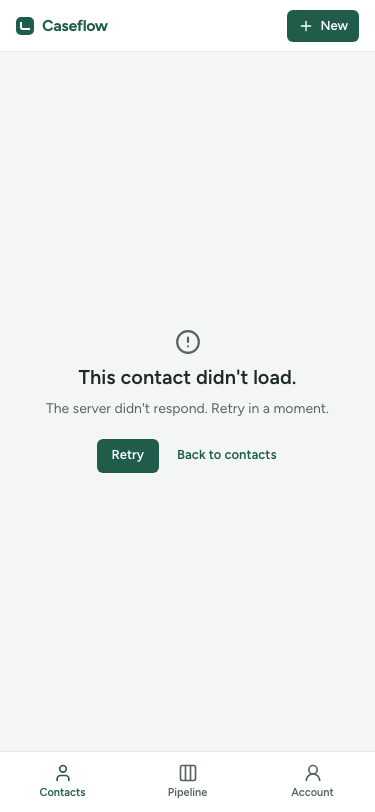 Caseflow
New
This contact didn't load.
The server didn't respond. Retry in a moment.
Retry
Back to contacts
Contacts
Pipeline
Account